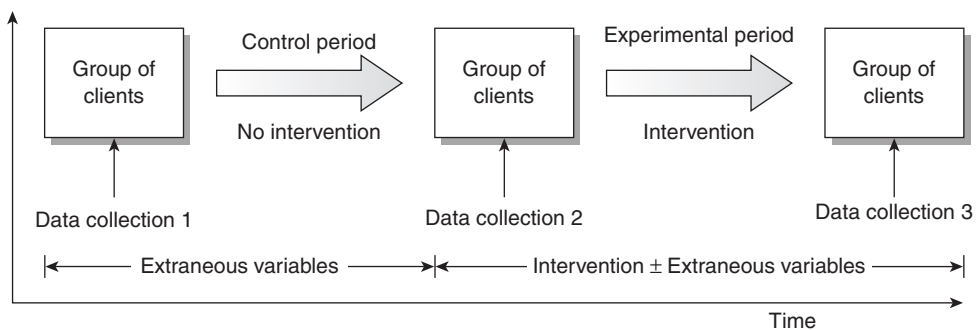 Group of
clients
Control period
No intervention
Group of
clients
Experimental period
Intervention
Group of
clients
Data collection 1
Data collection 2
Data collection 3
Extraneous variables
Intervention ± Extraneous variables
Time